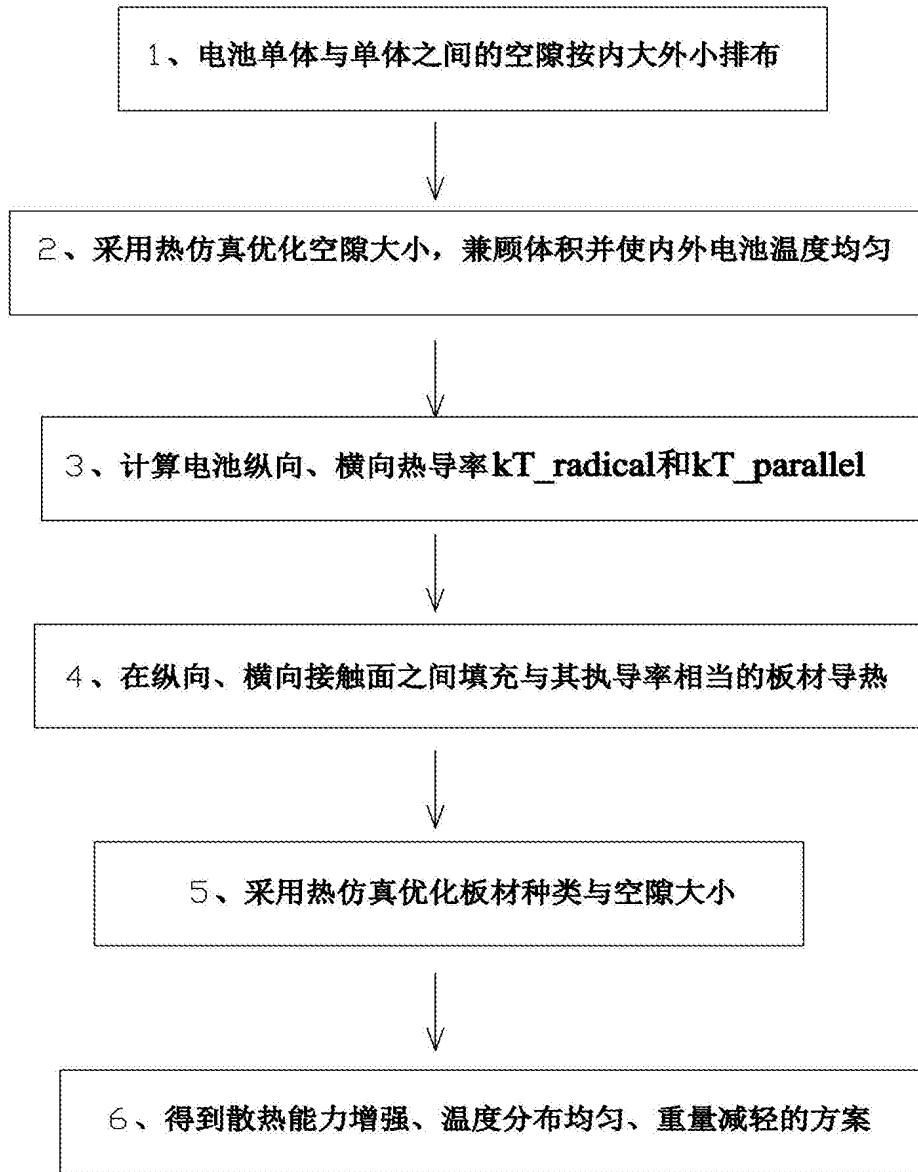 1、电池单体与单体之间的空隙按内大外小排布
2、采用热仿真优化空隙大小，兼顾体积并使内外电池温度均匀
3、计算电池纵向、横向热导率kT_radical和kT_parallel
4、在纵向、横向接触面之间填充与其执导率相当的板材导热
5、采用热仿真优化板材种类与空隙大小
6、得到散热能力增强、温度分布均匀、重量减轻的方案